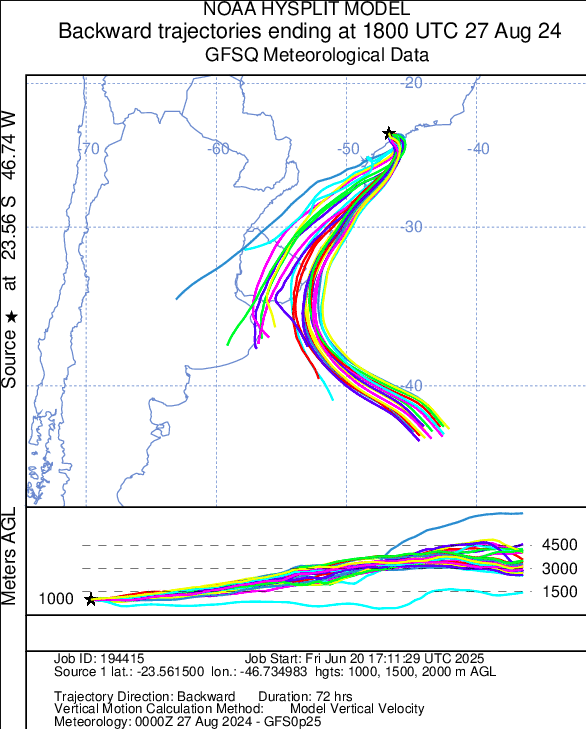 NOAA HYSPLIT MODEL
Backward trajectories ending at 1800 UTC 27 Aug 24
GFSQ Meteorological Data
Source ★ at 23.56 S 46.74 W
-20
-70 -60 -50 -40
-30
-40
Meters AGL
1000
4500
3000
1500
Job ID: 194415 Job Start: Fri Jun 20 17:11:29 UTC 2025
Source 1 lat.: -23.561500 lon.: -46.734983 hgts: 1000, 1500, 2000 m AGL
Trajectory Direction: Backward Duration: 72 hrs
Vertical Motion Calculation Method: Model Vertical Velocity
Meteorology: 0000Z 27 Aug 2024 - GFS0p25